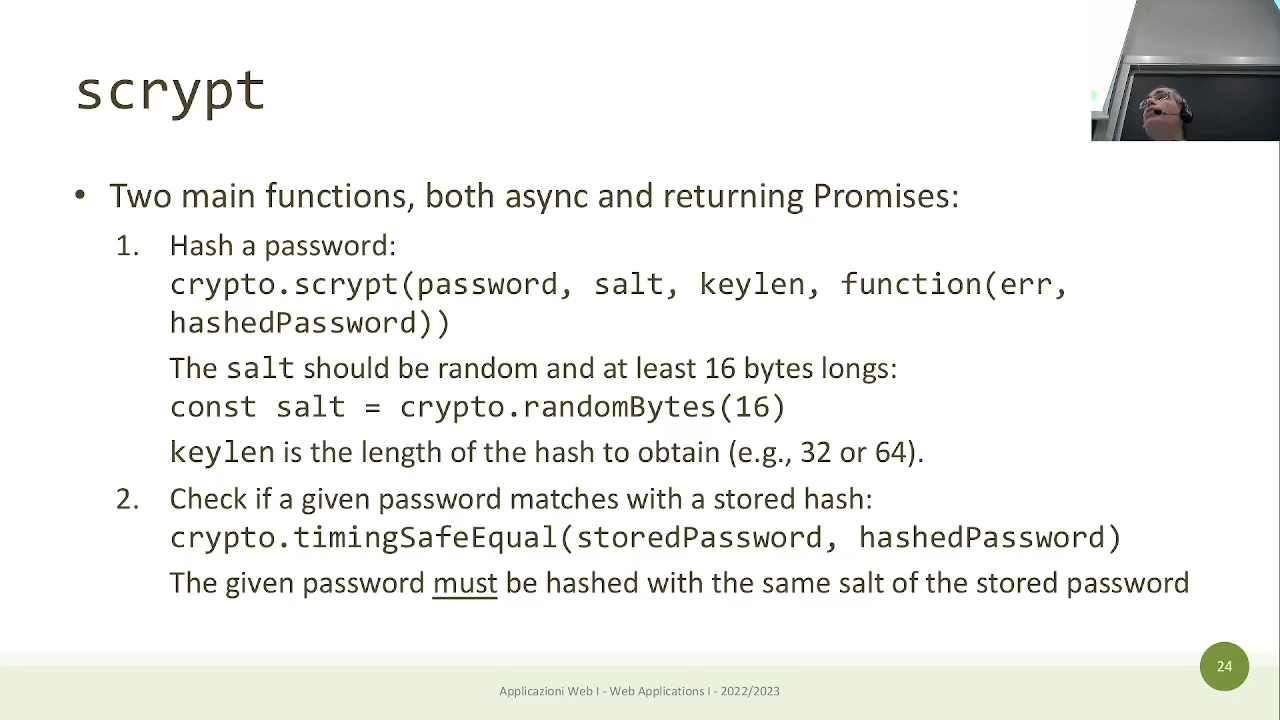 scrypt
• Two main functions, both async and returning Promises:
1. Hash a password:
crypto.scrypt(password, salt, keylen, function(err,
hashedPassword))
The salt should be random and at least 16 bytes longs:
const salt = crypto.randomBytes(16)
keylen is the length of the hash to obtain (e.g., 32 or 64).
2. Check if a given password matches with a stored hash:
crypto.timingSafeEqual(storedPassword, hashedPassword)
The given password must be hashed with the same salt of the stored password
24
Applicazioni Web I - Web Applications I - 2022/2023